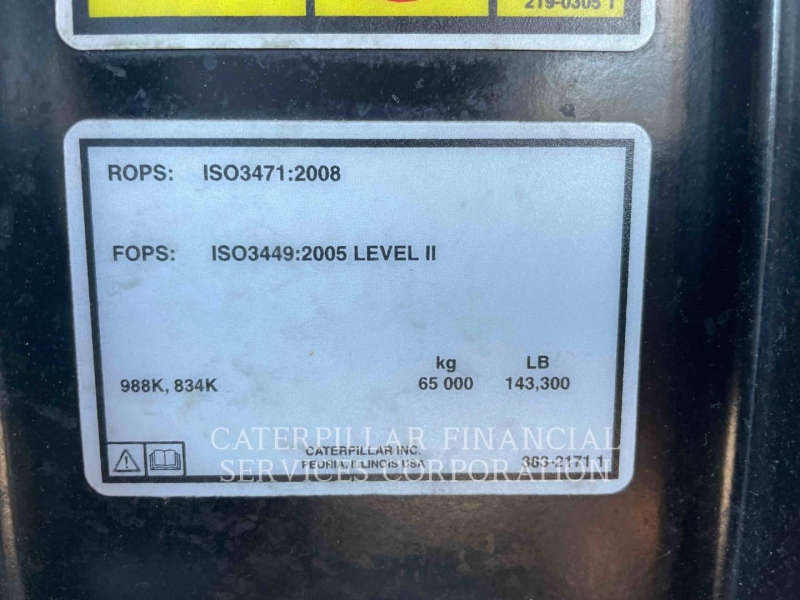 219-0305 1
ROPS: ISO3471:2008
FOPS: ISO3449:2005 LEVEL II
kg LB
988K, 834K 65 000 143,300
CATERPILLAR FINANCIAL
SERVICES CORPORATION
CATERPILLAR INC.
PEORIA, ILLINOIS USA
383-2171 1